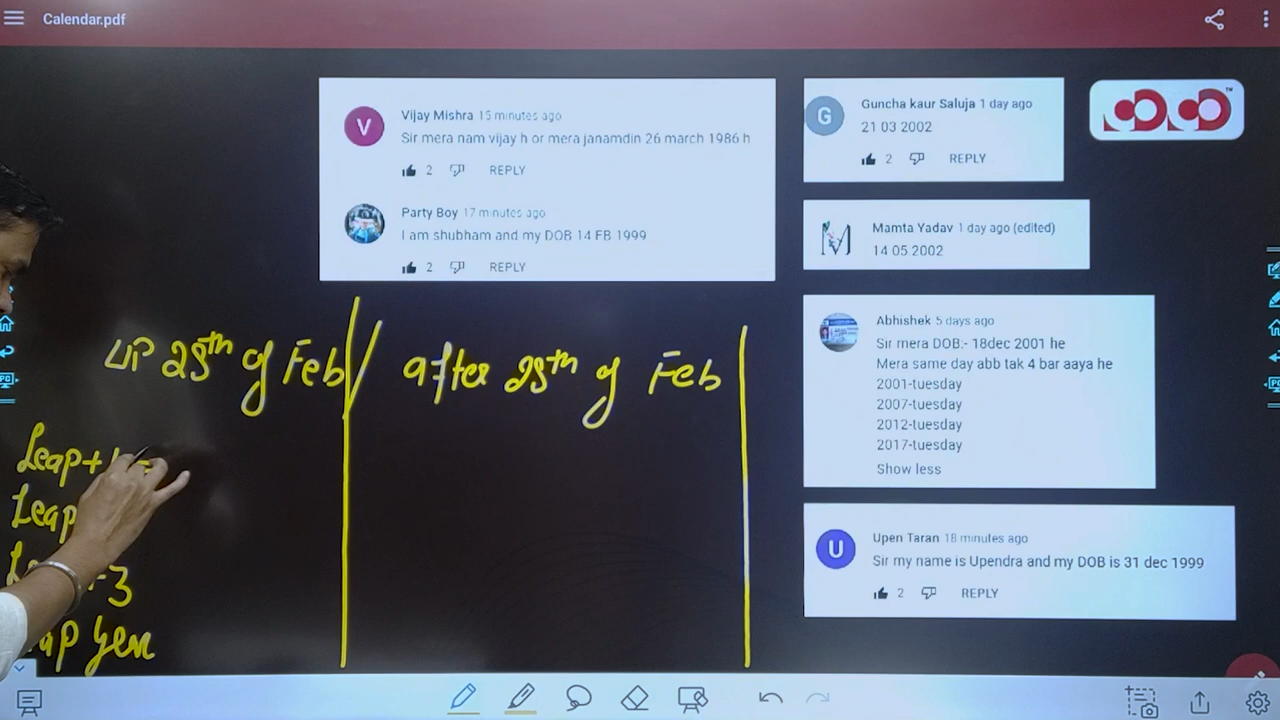 Calendar.pdf
Vijay Mishra 15 minutes ago
Sir mera nam vijay h or mera janamdin 26 march 1986 h
2 REPLY
Party Boy 17 minutes ago
I am shubham and my DOB 14 FB 1999
2 REPLY
G
Guncha kaur Saluja 1 day ago
21 03 2002
2 REPLY
Mamta Yadav 1 day ago (edited)
14 05 2002
Abhishek 5 days ago
Sir mera DOB:- 18dec 2001 he
Mera same day abb tak 4 bar aaya he
2001-tuesday
2007-tuesday
2012-tuesday
2017-tuesday
Show less
U
Upen Taran 18 minutes ago
Sir my name is Upendra and my DOB is 31 dec 1999
2 REPLY
V
of Feb
after of Feb
Leap+
Leap
3